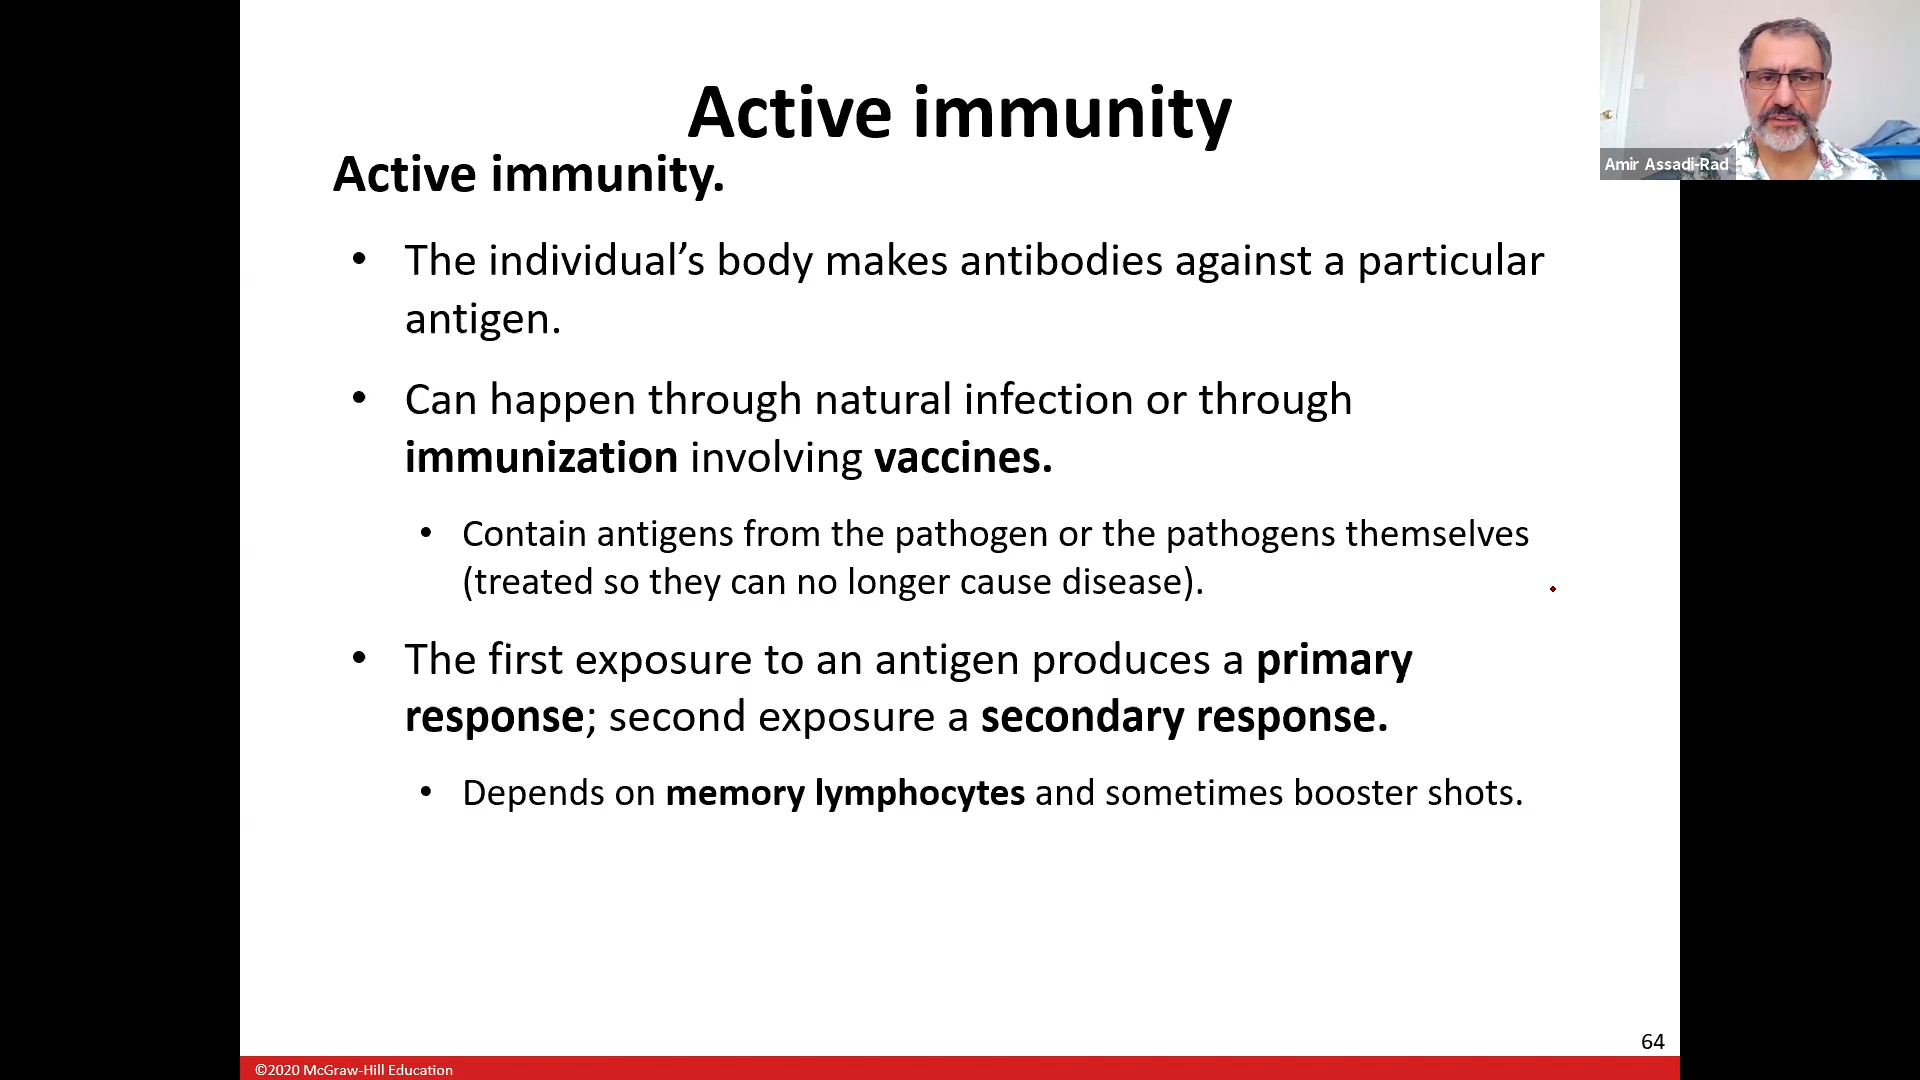 Active immunity
Amir Assadi-Rad
Active immunity.
• The individual’s body makes antibodies against a particular
antigen.
• Can happen through natural infection or through
immunization involving vaccines.
• Contain antigens from the pathogen or the pathogens themselves
(treated so they can no longer cause disease).
• The first exposure to an antigen produces a primary
response; second exposure a secondary response.
• Depends on memory lymphocytes and sometimes booster shots.
64
©2020 McGraw-Hill Education